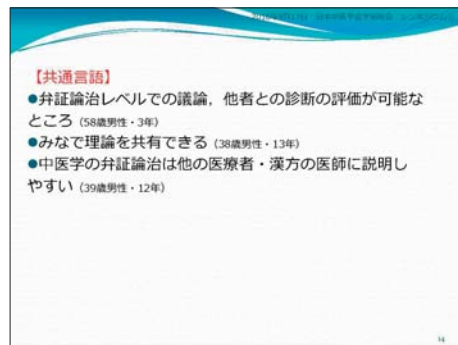 【共通言語】
●弁証論治レベルでの議論，他者との診断の評価が可能な
ところ（58歳男性・3年）
●みなで理論を共有できる（38歳男性・13年）
●中医学の弁証論治は他の医療者・漢方の医師に説明し
やすい（39歳男性・12年）
14